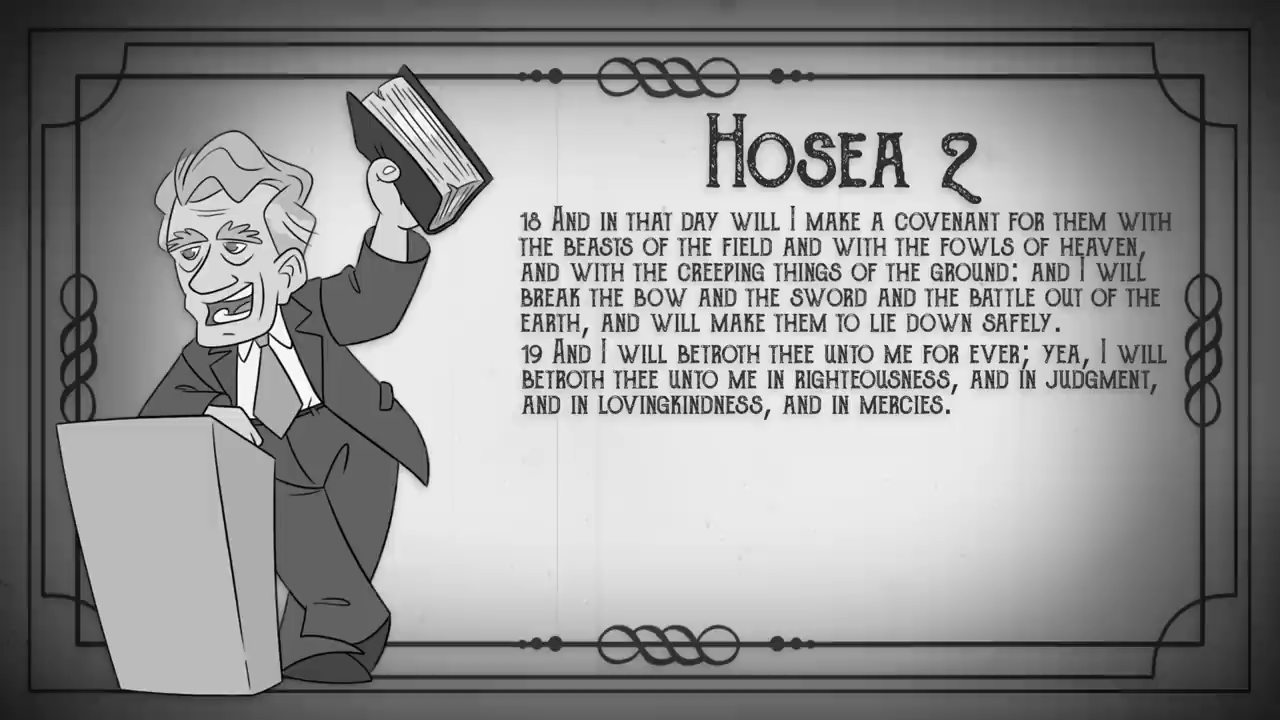 Hosea 2
18 And in that day will I make a covenant for them with
the beasts of the field and with the fowls of heaven,
and with the creeping things of the ground: and I will
break the bow and the sword and the battle out of the
earth, and will make them to lie down safely.
19 And I will betroth thee unto me for ever; yea, I will
betroth thee unto me in righteousness, and in judgment,
and in lovingkindness, and in mercies.